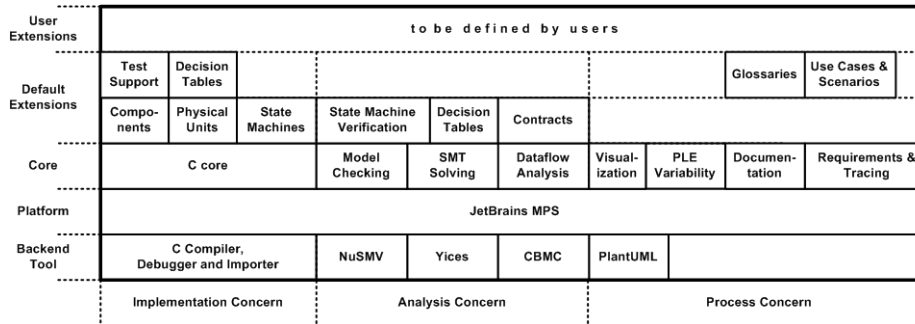 User
Extensions
to be defined by users
Default
Extensions
Test
Support
Decision
Tables
Glossaries
Use Cases &
Scenarios
Compo-
nents
Physical
Units
State
Machines
State Machine
Verification
Decision
Tables
Contracts
Core
C core
Model
Checking
SMT
Solving
Dataflow
Analysis
Visual-
ization
PLE
Variability
Documen-
tation
Requirements &
Tracing
Platform
JetBrains MPS
Backend
Tool
C Compiler,
Debugger and Importer
NuSMV
Yices
CBMC
PlantUML
Implementation Concern
Analysis Concern
Process Concern